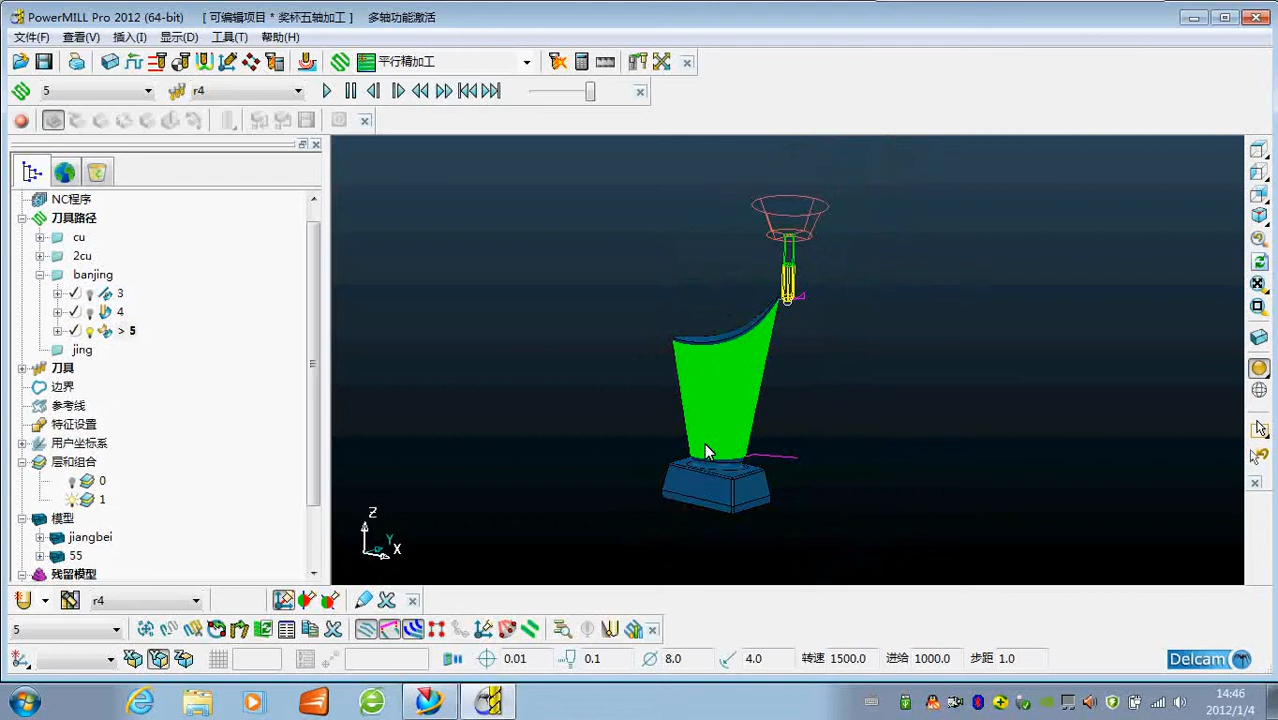 PowerMILL Pro 2012 (64-bit) [ 可编辑项目 * 奖杯五轴加工 ] 多轴功能激活
文件(F) 查看(V) 插入(I) 显示(D) 工具(T) 帮助(H)
平行精加工
5 r4
NC程序
刀具路径
cu
2cu
banjing
3
4
> 5
jing
刀具
边界
参考线
特征设置
用户坐标系
层和组合
0
1
模型
jiangbei
55
残留模型
Z
Y
X
r4
5
0.01 0.1 8.0 4.0 转速 1500.0 进给 1000.0 步距 1.0
Delcam
14:46
2012/1/4